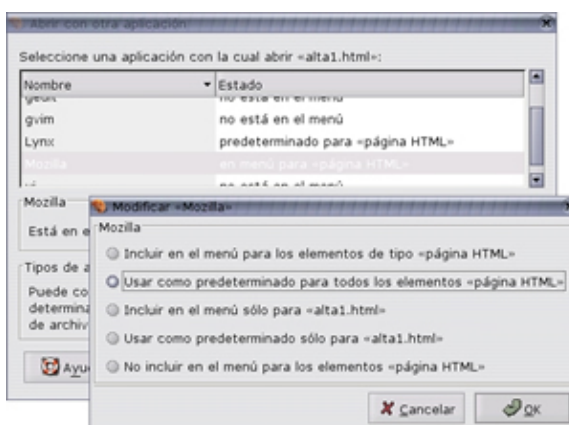 Abrir con otra aplicación
Seleccione una aplicación con la cual abrir «alta1.html»:
Nombre Estado
gedit no está en el menú
gvim no está en el menú
Lynx predeterminado para «página HTML»
Mozilla en menú para «página HTML»
vi no está en el menú
Mozilla
Está en e
Tipos de a
Puede co
determina
de archiv
Ayu
Modificar «Mozilla»
Mozilla
Incluir en el menú para los elementos de tipo «página HTML»
Usar como predeterminado para todos los elementos «página HTML»
Incluir en el menú sólo para «alta1.html»
Usar como predeterminado sólo para «alta1.html»
No incluir en el menú para los elementos «página HTML»
Cancelar OK